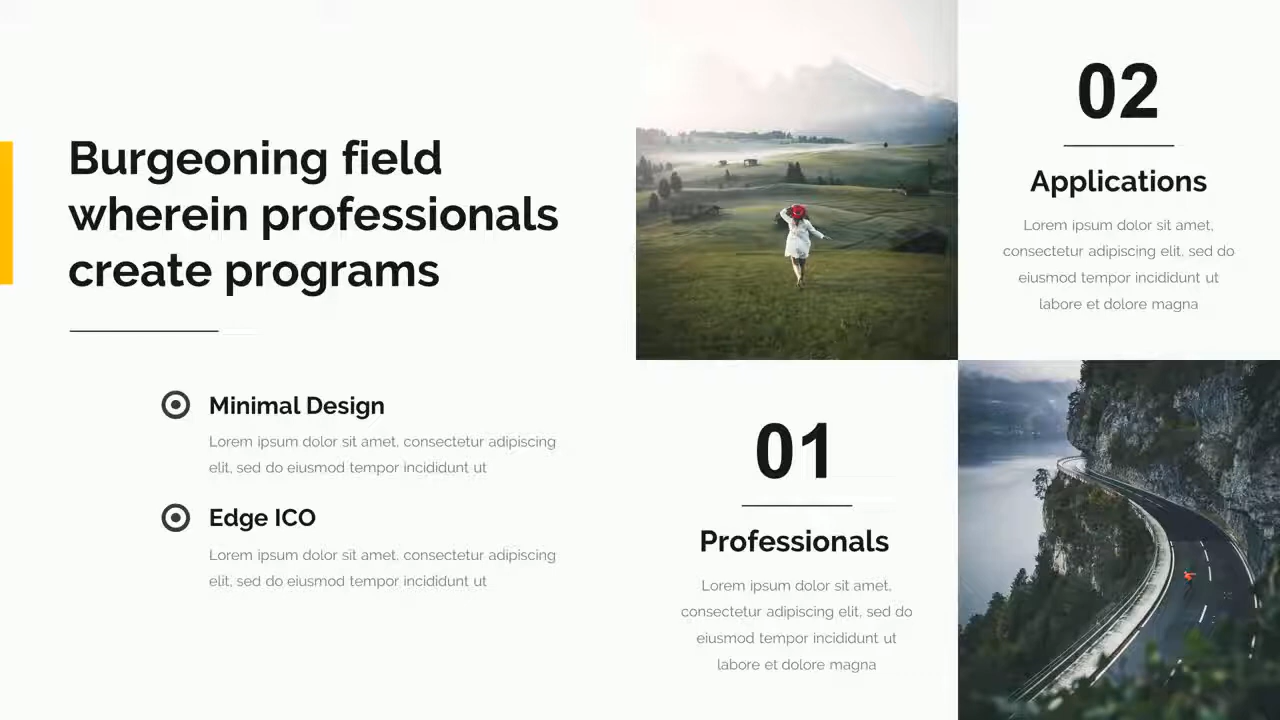 Burgeoning field
wherein professionals
create programs
Minimal Design
Lorem ipsum dolor sit amet, consectetur adipiscing
elit, sed do eiusmod tempor incididunt ut
Edge ICO
Lorem ipsum dolor sit amet, consectetur adipiscing
elit, sed do eiusmod tempor incididunt ut
01
Professionals
Lorem ipsum dolor sit amet,
consectetur adipiscing elit, sed do
eiusmod tempor incididunt ut
labore et dolore magna
02
Applications
Lorem ipsum dolor sit amet,
consectetur adipiscing elit, sed do
eiusmod tempor incididunt ut
labore et dolore magna